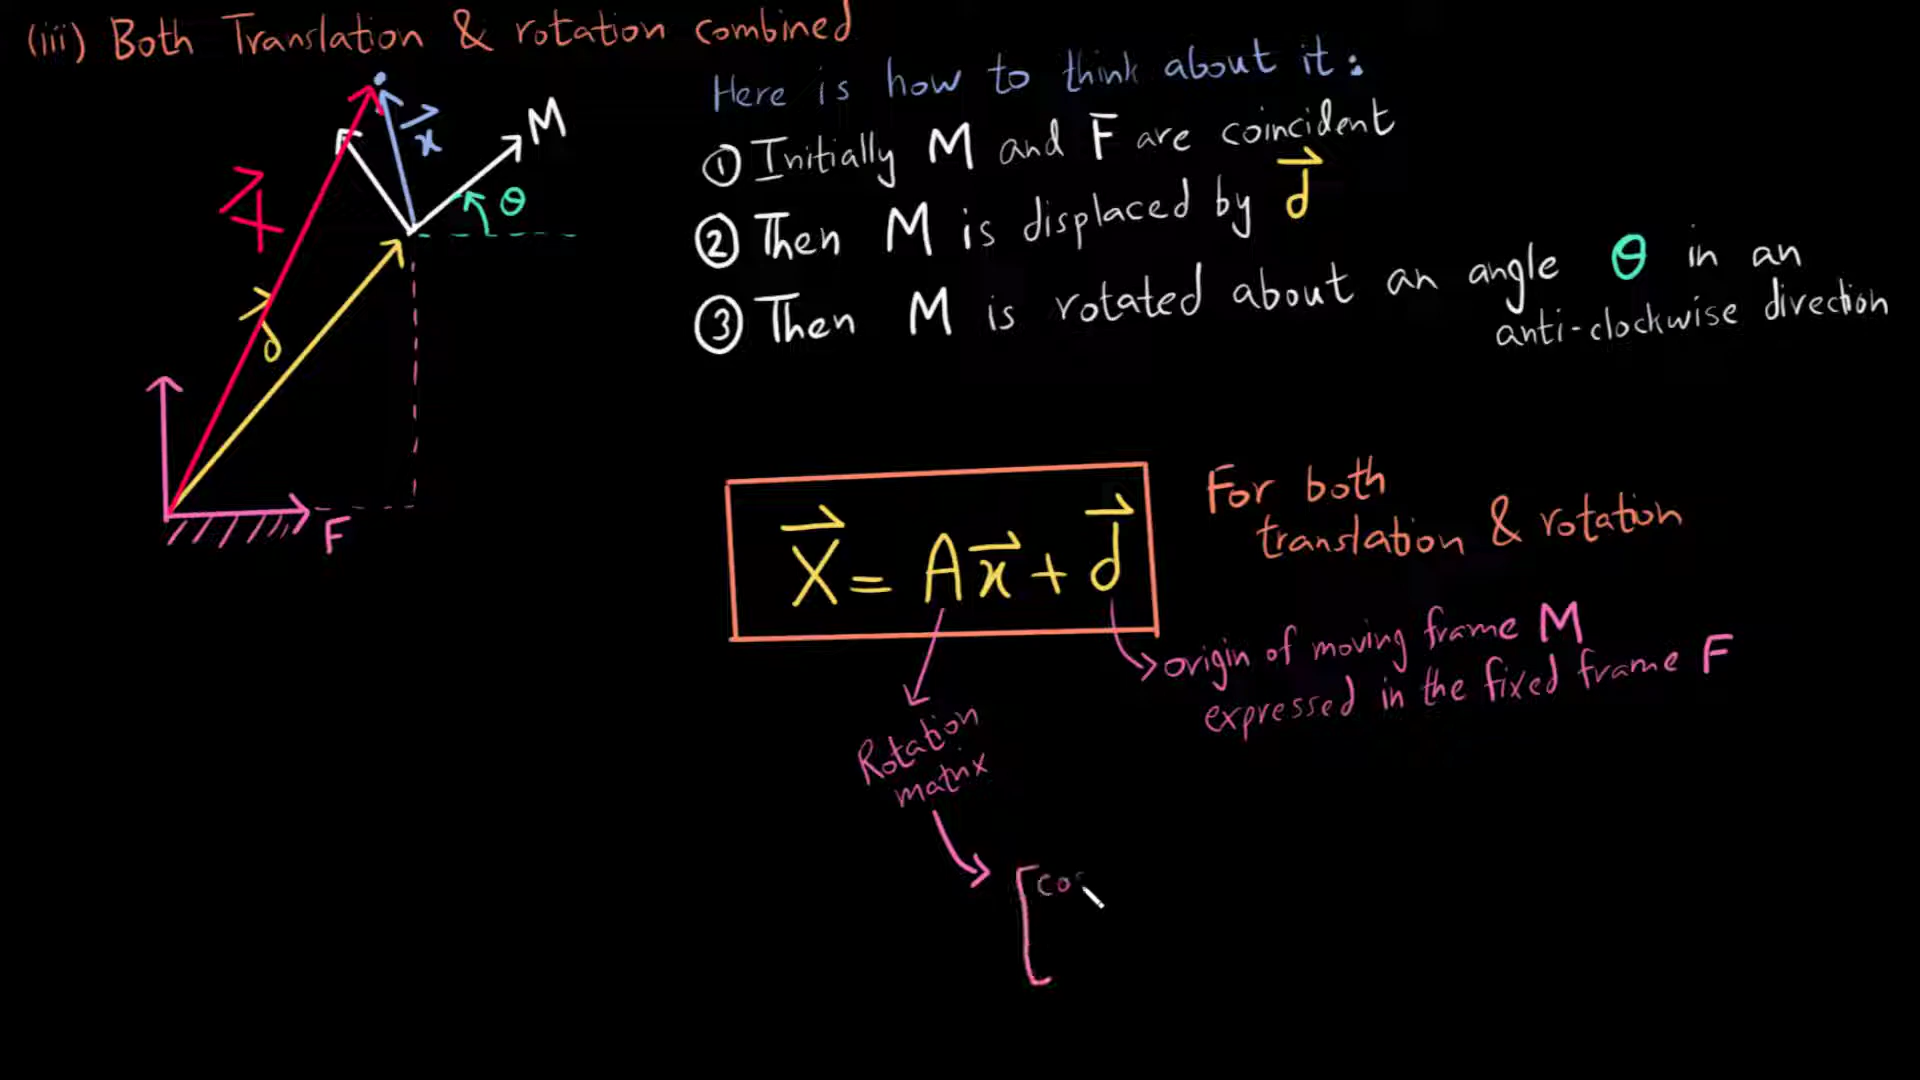 (iii) Both Translation & rotation combined
Here is how to think about it:
① Initially M and F are coincident
② Then M is displaced by d⃗
③ Then M is rotated about an angle θ in an
anti-clockwise direction
M
x⃗
θ
X⃗
d⃗
F
X⃗ = Ax⃗ + d⃗
For both
translation & rotation
origin of moving frame M
expressed in the fixed frame F
Rotation
matrix
[cos